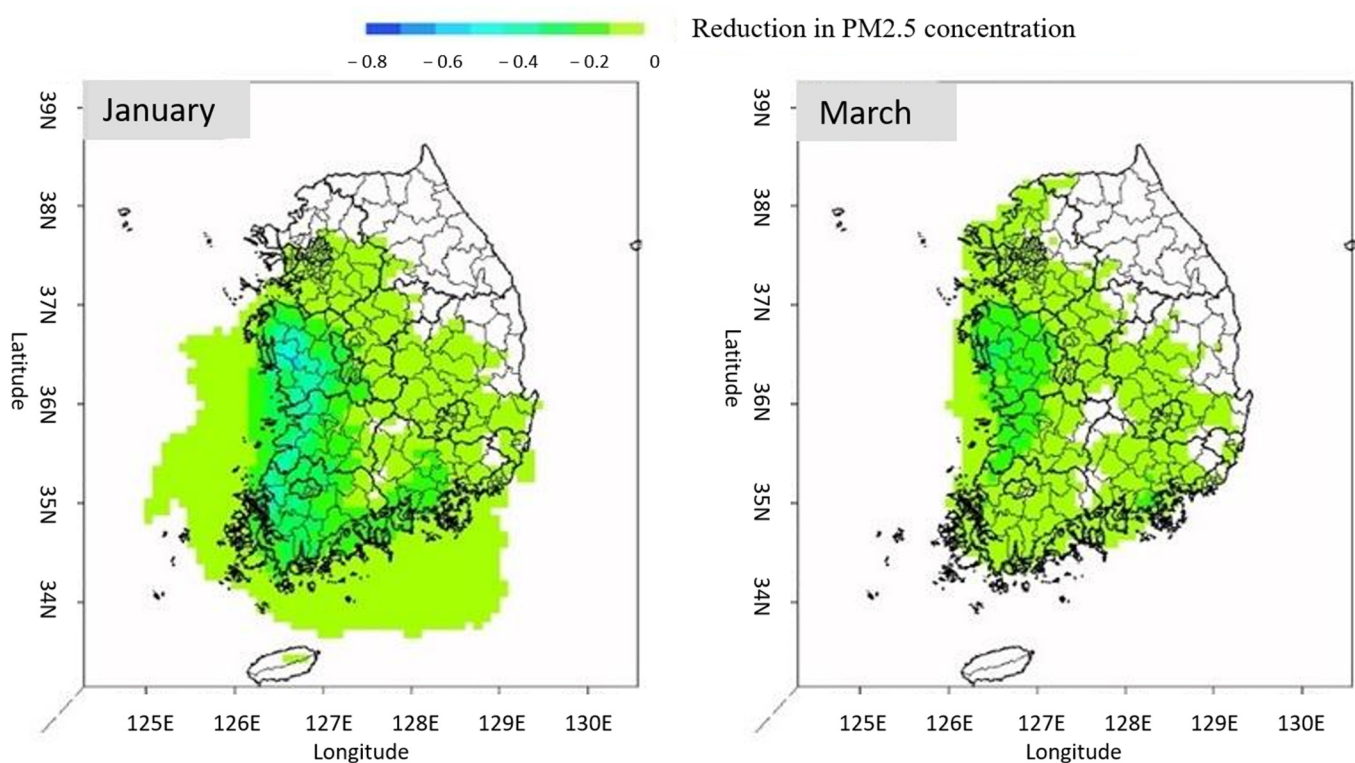 Reduction in PM2.5 concentration
− 0.8 − 0.6 − 0.4 − 0.2 0
January
39N
38N
37N
36N
35N
34N
Latitude
125E 126E 127E 128E 129E 130E
Longitude
March
39N
38N
37N
36N
35N
34N
Latitude
125E 126E 127E 128E 129E 130E
Longitude